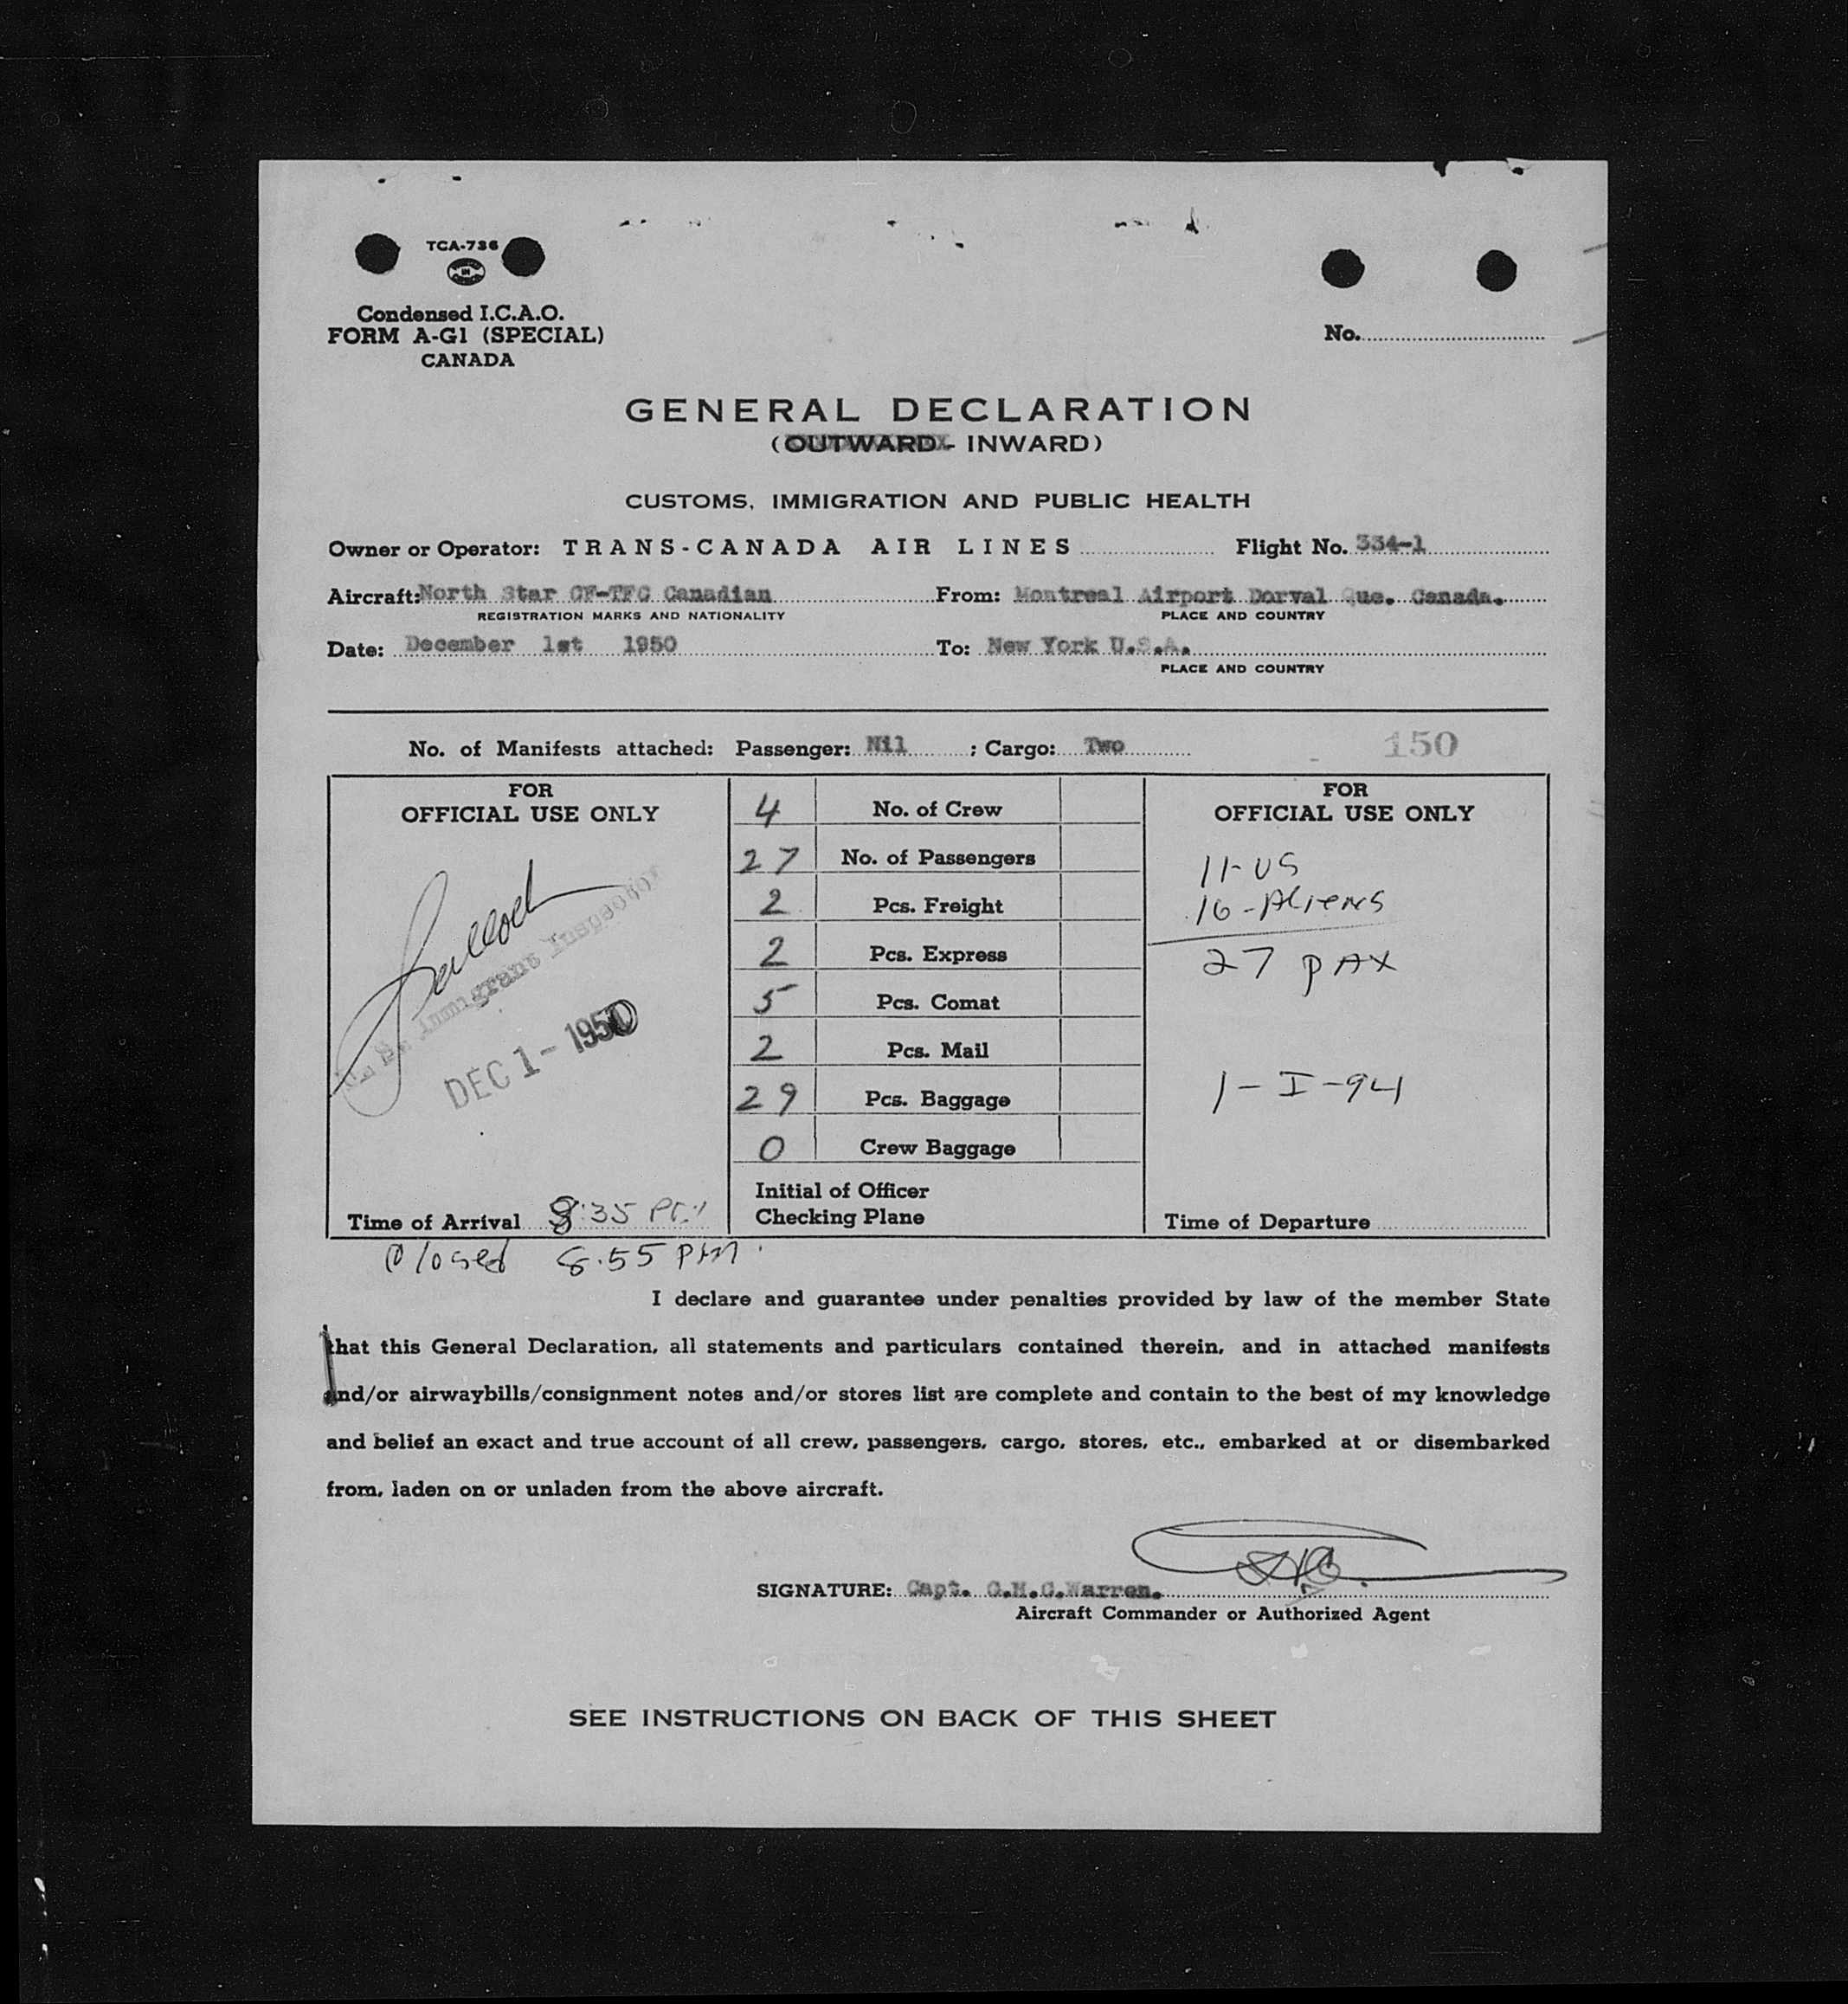 TCA-736
Condensed I.C.A.O.
FORM A-G1 (SPECIAL)
CANADA
No.
GENERAL DECLARATION
(OUTWARD - INWARD)
CUSTOMS, IMMIGRATION AND PUBLIC HEALTH
Owner or Operator: TRANS-CANADA AIR LINES Flight No. 334-1
Aircraft: North Star CF-TFC Canadian From: Montreal Airport Dorval Que. Canada.
REGISTRATION MARKS AND NATIONALITY PLACE AND COUNTRY
Date: December 1st 1950 To: New York U.S.A.
PLACE AND COUNTRY
No. of Manifests attached: Passenger: Nil ; Cargo: Two 150
FOR
OFFICIAL USE ONLY
U.S. Immigrant Inspector
DEC 1 - 1950
Time of Arrival 8:35 PM
closed 8.55 PM.
4 No. of Crew
27 No. of Passengers
2 Pcs. Freight
2 Pcs. Express
5 Pcs. Comat
2 Pcs. Mail
29 Pcs. Baggage
0 Crew Baggage
Initial of Officer
Checking Plane
FOR
OFFICIAL USE ONLY
11-US
16-Aliens
27 PAX
1-I-94
Time of Departure
I declare and guarantee under penalties provided by law of the member State
that this General Declaration, all statements and particulars contained therein, and in attached manifests
and/or airwaybills/consignment notes and/or stores list are complete and contain to the best of my knowledge
and belief an exact and true account of all crew, passengers, cargo, stores, etc., embarked at or disembarked
from, laden on or unladen from the above aircraft.
SIGNATURE: Capt. G.M.C.Warren.
Aircraft Commander or Authorized Agent
SEE INSTRUCTIONS ON BACK OF THIS SHEET